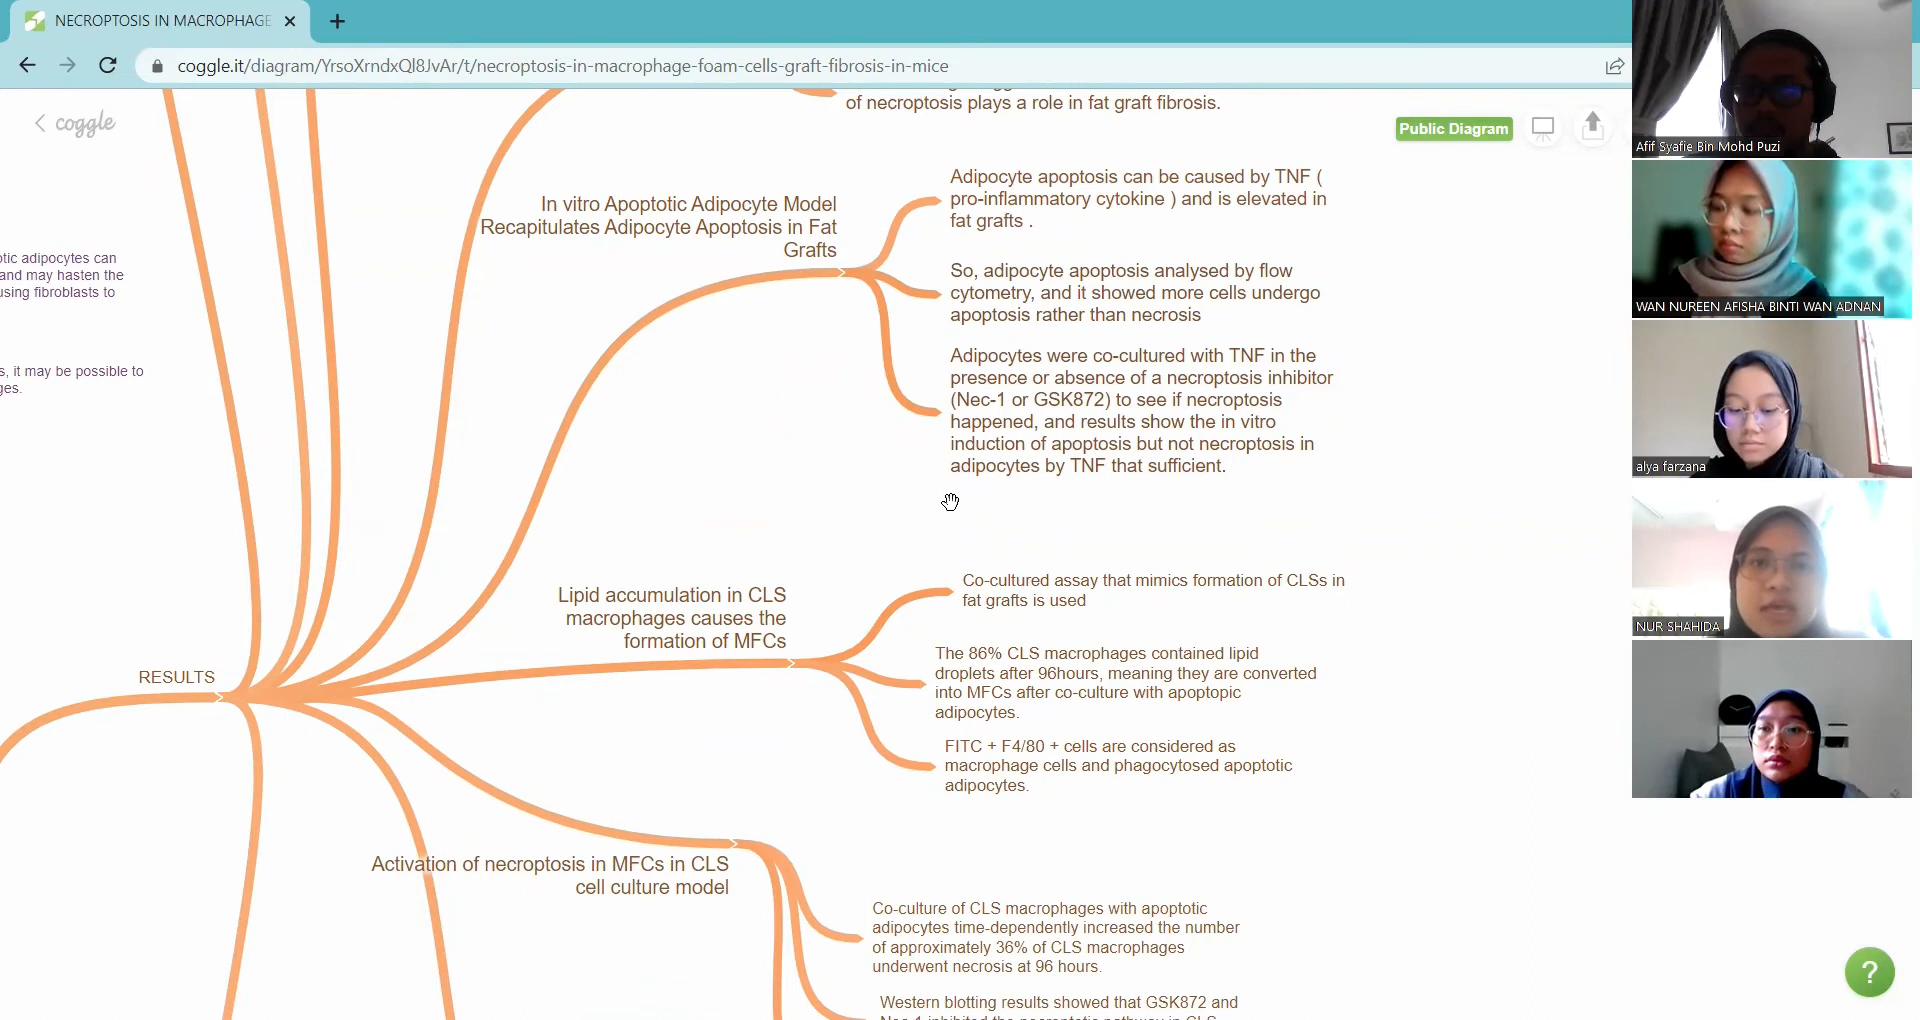 NECROPTOSIS IN MACROPHAGE
coggle.it/diagram/YrsoXrndxQl8JvAr/t/necroptosis-in-macrophage-foam-cells-graft-fibrosis-in-mice
coggle
Public Diagram
of necroptosis plays a role in fat graft fibrosis.
In vitro Apoptotic Adipocyte Model
Recapitulates Adipocyte Apoptosis in Fat
Grafts
Adipocyte apoptosis can be caused by TNF (
pro-inflammatory cytokine ) and is elevated in
fat grafts .
So, adipocyte apoptosis analysed by flow
cytometry, and it showed more cells undergo
apoptosis rather than necrosis
Adipocytes were co-cultured with TNF in the
presence or absence of a necroptosis inhibitor
(Nec-1 or GSK872) to see if necroptosis
happened, and results show the in vitro
induction of apoptosis but not necroptosis in
adipocytes by TNF that sufficient.
otic adipocytes can
and may hasten the
using fibroblasts to
s, it may be possible to
ges.
RESULTS
Lipid accumulation in CLS
macrophages causes the
formation of MFCs
Co-cultured assay that mimics formation of CLSs in
fat grafts is used
The 86% CLS macrophages contained lipid
droplets after 96hours, meaning they are converted
into MFCs after co-culture with apoptopic
adipocytes.
FITC + F4/80 + cells are considered as
macrophage cells and phagocytosed apoptotic
adipocytes.
Activation of necroptosis in MFCs in CLS
cell culture model
Co-culture of CLS macrophages with apoptotic
adipocytes time-dependently increased the number
of approximately 36% of CLS macrophages
underwent necrosis at 96 hours.
Western blotting results showed that GSK872 and
Nec-1 inhibited the necroptotic pathway in CLS
?
Afif Syafie Bin Mohd Puzi
WAN NUREEN AFISHA BINTI WAN ADNAN
alya farzana
NUR SHAHIDA